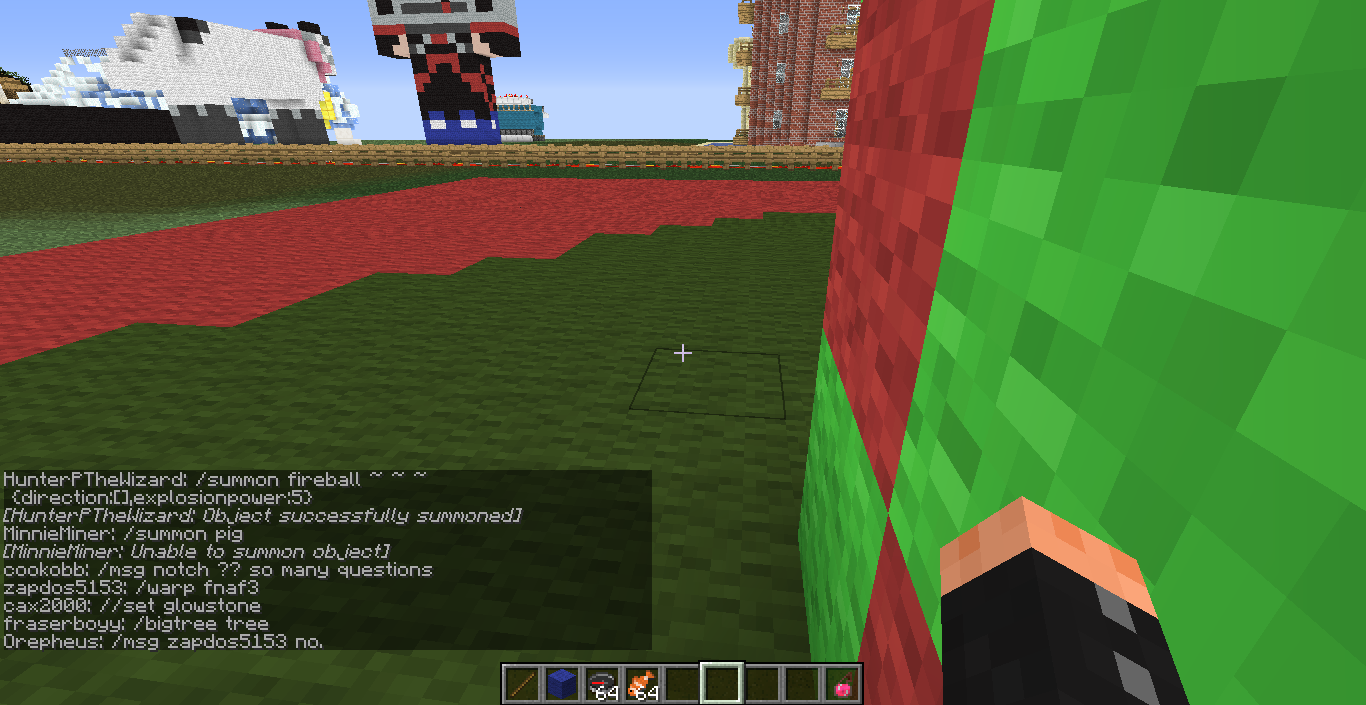 HunterPTheWizard: /summon fireball ~ ~ ~
{direction:[],explosionpower:5}
[HunterPTheWizard: Object successfully summoned]
MinnieMiner: /summon pig
[MinnieMiner: Unable to summon object]
cookobb: /msg notch ?? so many questions
zapdos5153: /warp fnaf3
cax2000: //set glowstone
fraserboyy: /bigtree tree
Orepheus: /msg zapdos5153 no.
64 64